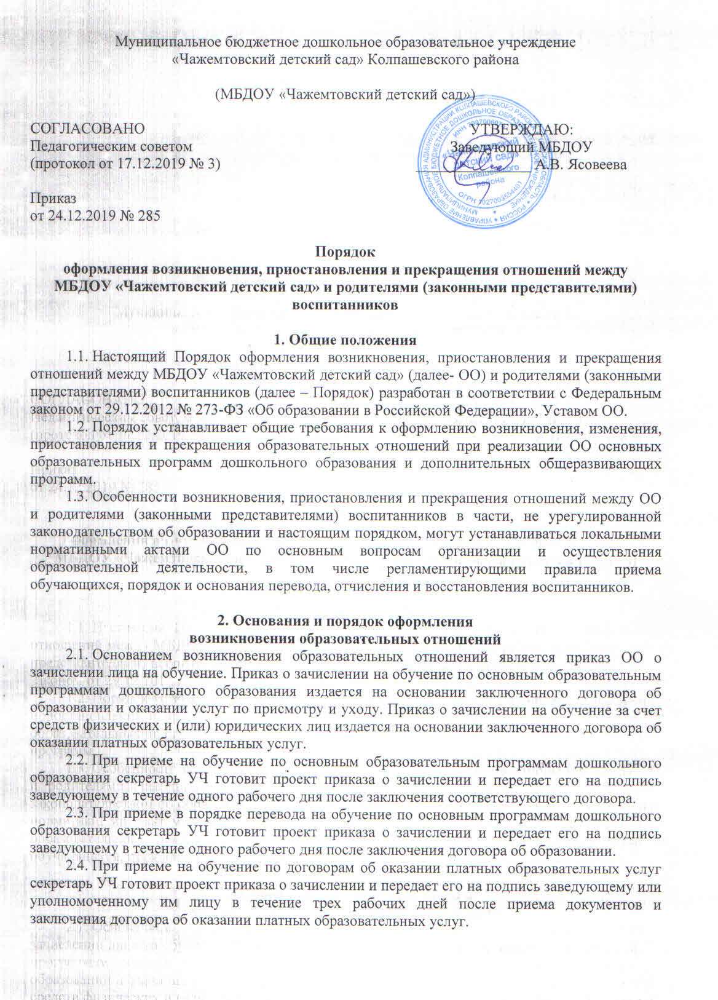 Муниципальное бюджетное дошкольное образовательное учреждение
«Чажемтовский детский сад» Колпашевского района
(МБДОУ «Чажемтовский детский сад»)
СОГЛАСОВАНО
Педагогическим советом
(протокол от 17.12.2019 № 3)
Приказ
от 24.12.2019 № 285
УТВЕРЖДАЮ:
Заведующий МБДОУ
А.В. Ясовеева
«Чажемтовский
детский сад»
Колпашевского
района
ОГРН 1027003554401
Порядок
оформления возникновения, приостановления и прекращения отношений между
МБДОУ «Чажемтовский детский сад» и родителями (законными представителями)
воспитанников
1. Общие положения
1.1. Настоящий Порядок оформления возникновения, приостановления и прекращения
отношений между МБДОУ «Чажемтовский детский сад» (далее- ОО) и родителями (законными
представителями) воспитанников (далее – Порядок) разработан в соответствии с Федеральным
законом от 29.12.2012 № 273-ФЗ «Об образовании в Российской Федерации», Уставом ОО.
1.2. Порядок устанавливает общие требования к оформлению возникновения, изменения,
приостановления и прекращения образовательных отношений при реализации ОО основных
образовательных программ дошкольного образования и дополнительных общеразвивающих
программ.
1.3. Особенности возникновения, приостановления и прекращения отношений между ОО
и родителями (законными представителями) воспитанников в части, не урегулированной
законодательством об образовании и настоящим порядком, могут устанавливаться локальными
нормативными актами ОО по основным вопросам организации и осуществления
образовательной деятельности, в том числе регламентирующими правила приема
обучающихся, порядок и основания перевода, отчисления и восстановления воспитанников.
2. Основания и порядок оформления
возникновения образовательных отношений
2.1. Основанием возникновения образовательных отношений является приказ ОО о
зачислении лица на обучение. Приказ о зачислении на обучение по основным образовательным
программам дошкольного образования издается на основании заключенного договора об
образовании и оказании услуг по присмотру и уходу. Приказ о зачислении на обучение за счет
средств физических и (или) юридических лиц издается на основании заключенного договора об
оказании платных образовательных услуг.
2.2. При приеме на обучение по основным образовательным программам дошкольного
образования секретарь УЧ готовит проект приказа о зачислении и передает его на подпись
заведующему в течение одного рабочего дня после заключения соответствующего договора.
2.3. При приеме в порядке перевода на обучение по основным программам дошкольного
образования секретарь УЧ готовит проект приказа о зачислении и передает его на подпись
заведующему в течение одного рабочего дня после заключения договора об образовании.
2.4. При приеме на обучение по договорам об оказании платных образовательных услуг
секретарь УЧ готовит проект приказа о зачислении и передает его на подпись заведующему или
уполномоченному им лицу в течение трех рабочих дней после приема документов и
заключения договора об оказании платных образовательных услуг.